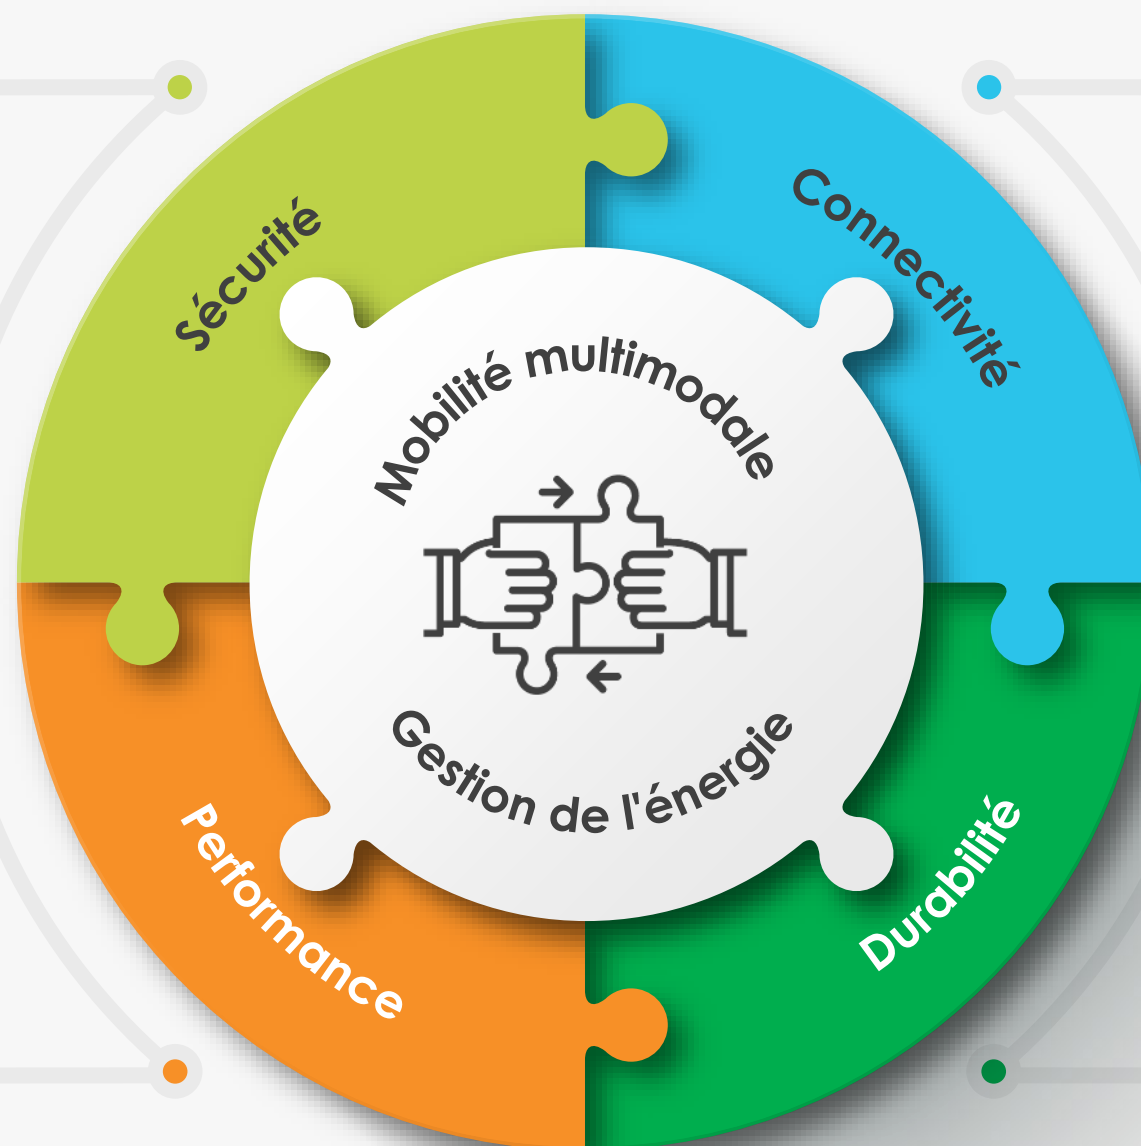 Sécurité
Connectivité
Mobilité multimodale
Gestion de l'énergie
Performance
Durabilité